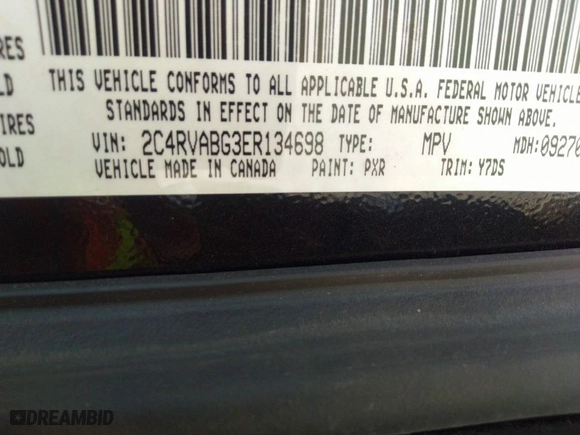 RES
LD
THIS VEHICLE CONFORMS TO ALL APPLICABLE U.S.A. FEDERAL MOTOR VEHICLE
STANDARDS IN EFFECT ON THE DATE OF MANUFACTURE SHOWN ABOVE.
IRES
OLD
VIN: 2C4RVABG3ER134698 TYPE: MPV MDH:09270
VEHICLE MADE IN CANADA PAINT: PXR TRIM: Y7DS
DREAMBID